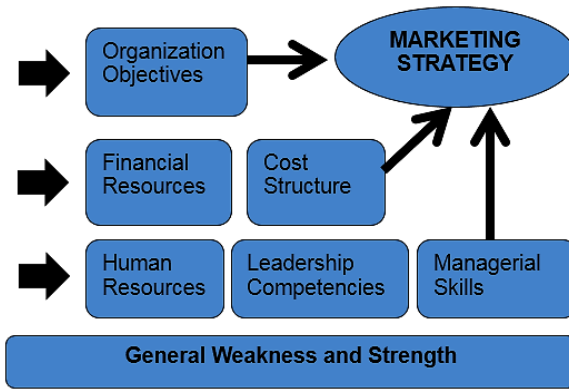 Organization
Objectives
MARKETING
STRATEGY
Financial
Resources
Cost
Structure
Human
Resources
Leadership
Competencies
Managerial
Skills
General Weakness and Strength